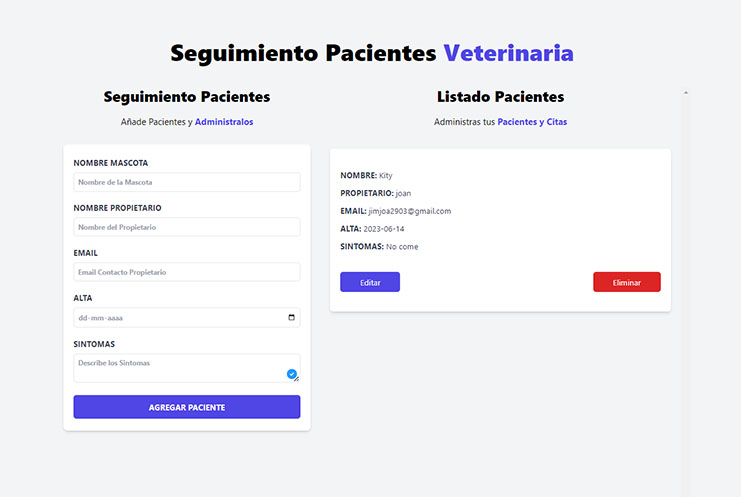 Seguimiento Pacientes Veterinaria
Seguimiento Pacientes
Añade Pacientes y Administralos
NOMBRE MASCOTA
Nombre de la Mascota
NOMBRE PROPIETARIO
Nombre del Propietario
EMAIL
Email Contacto Propietario
ALTA
dd-mm-aaaa
SINTOMAS
Describe los Sintomas
AGREGAR PACIENTE
Listado Pacientes
Administras tus Pacientes y Citas
NOMBRE: Kity
PROPIETARIO: joan
EMAIL: jimjoa2903@gmail.com
ALTA: 2023-06-14
SINTOMAS: No come
Editar
Eliminar